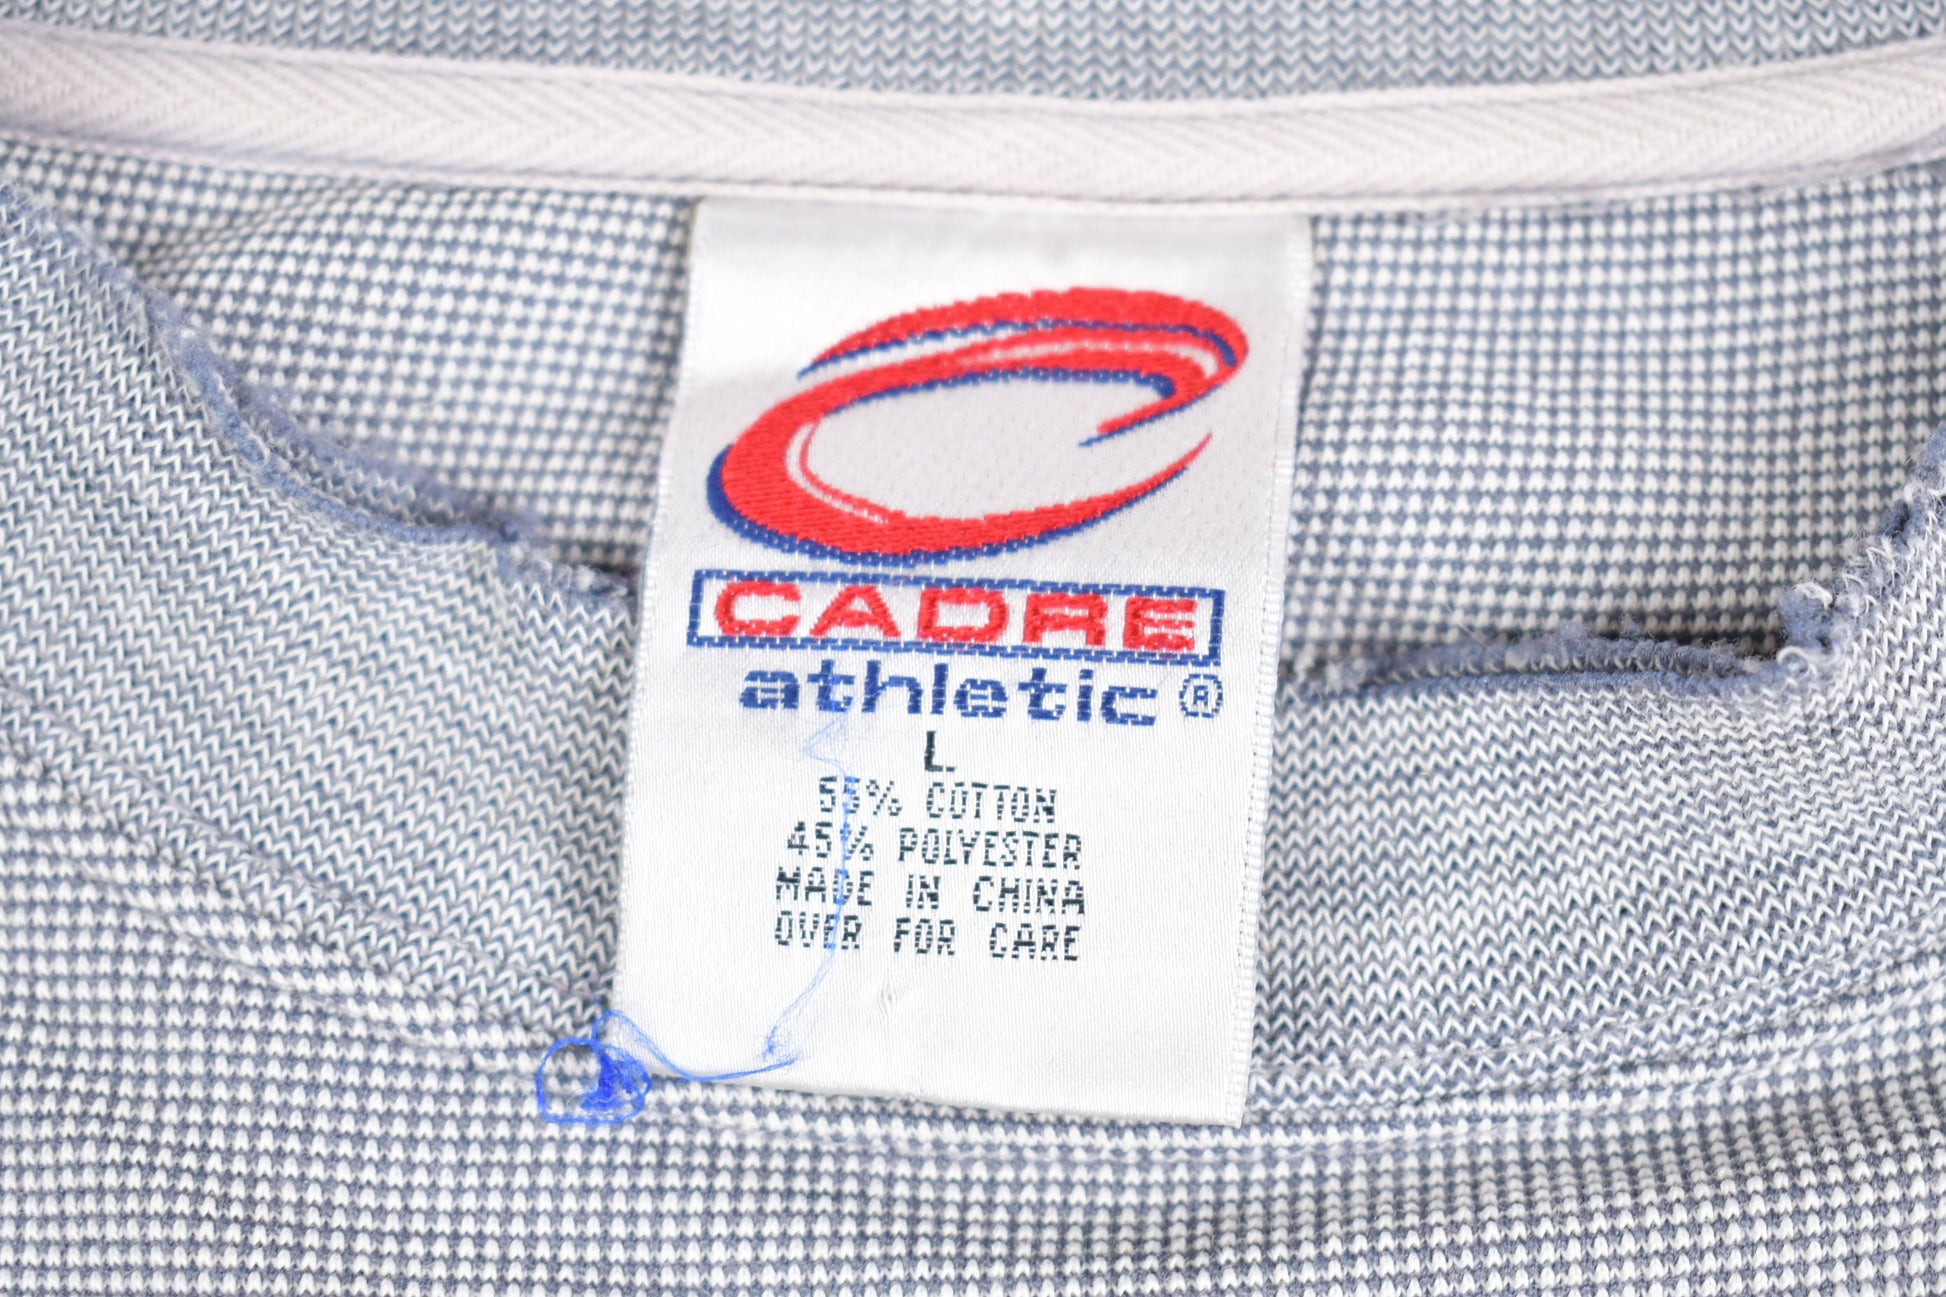 CADRE
athletic ®
L
55% COTTON
45% POLYESTER
MADE IN CHINA
OVER FOR CARE